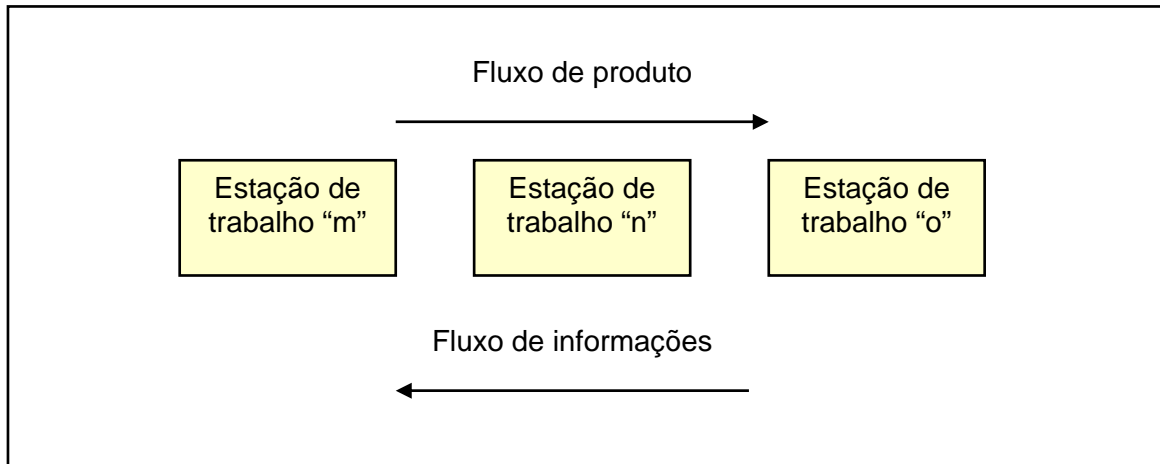 Fluxo de produto
Estação de
trabalho “m”
Estação de
trabalho “n”
Estação de
trabalho “o”
Fluxo de informações